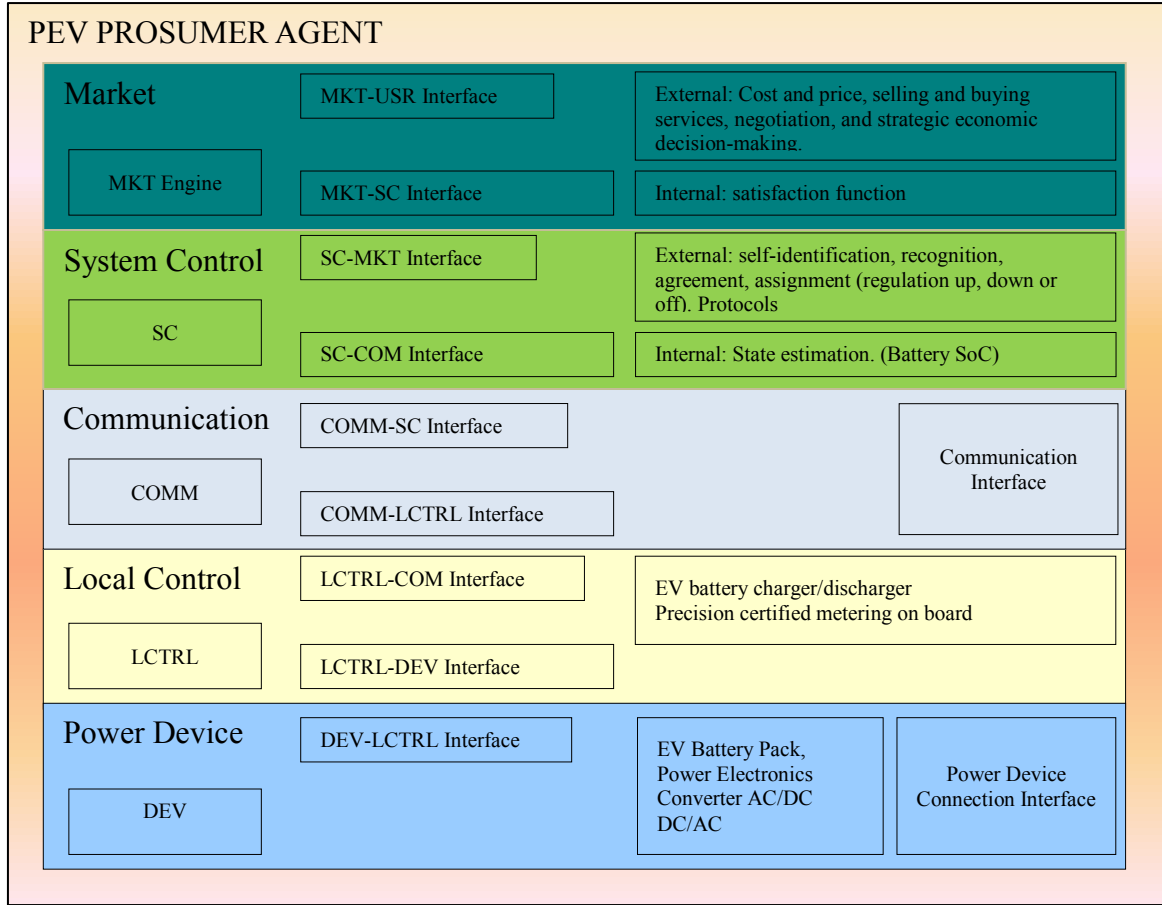 PEV PROSUMER AGENT
Market
MKT Engine
MKT-USR Interface
MKT-SC Interface
External: Cost and price, selling and buying
services, negotiation, and strategic economic
decision-making.
Internal: satisfaction function
System Control
SC
SC-MKT Interface
SC-COM Interface
External: self-identification, recognition,
agreement, assignment (regulation up, down or
off). Protocols
Internal: State estimation. (Battery SoC)
Communication
COMM
COMM-SC Interface
COMM-LCTRL Interface
Communication
Interface
Local Control
LCTRL
LCTRL-COM Interface
LCTRL-DEV Interface
EV battery charger/discharger
Precision certified metering on board
Power Device
DEV
DEV-LCTRL Interface
EV Battery Pack,
Power Electronics
Converter AC/DC
DC/AC
Power Device
Connection Interface